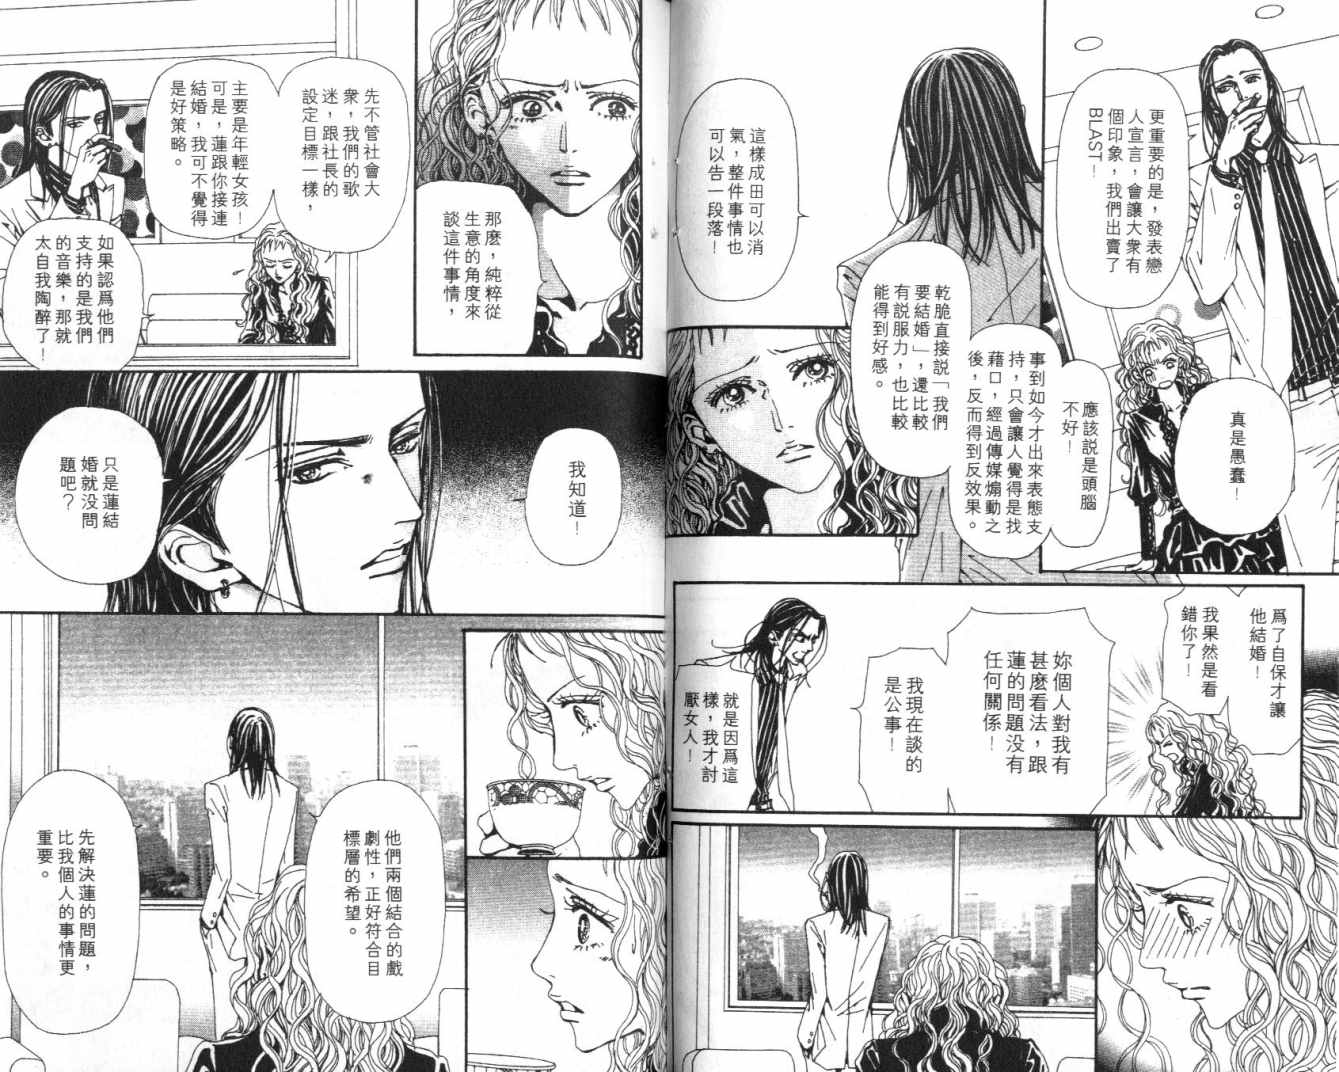 更重要的是，發表戀
人宣言，會讓大衆有
個印象，我們出賣了
BLAST！
真是愚蠢！
應該説是頭腦
不好！
事到如今才出來表態支
持，只會讓人覺得是找
藉口，經過傳媒煽動之
後，反而得到反效果。
乾脆直接説「我們
要結婚」，還比較
有説服力，也比較
能得到好感。
這樣成田可以消
氣，整件事情也
可以告一段落！
爲了自保才讓
他結婚！
我果然是看
錯你了！
妳個人對我有
甚麼看法，跟
蓮的問題没有
任何關係！
我現在談的
是公事！
就是因爲這
樣，我才討
厭女人！
那麼，純粹從
生意的角度來
談這件事情，
先不管社會大
衆，我們的歌
迷，跟社長的
設定目標一樣，
主要是年輕女孩！
可是，蓮跟你接連
結婚，我可不覺得
是好策略。
如果認爲他們
支持的是我們
的音樂，那就
太自我陶醉了！
我知道！
只是蓮結
婚就没問
題吧？
他們兩個結合的戲
劇性，正好符合目
標層的希望。
先解決蓮的問題，
比我個人的事情更
重要。